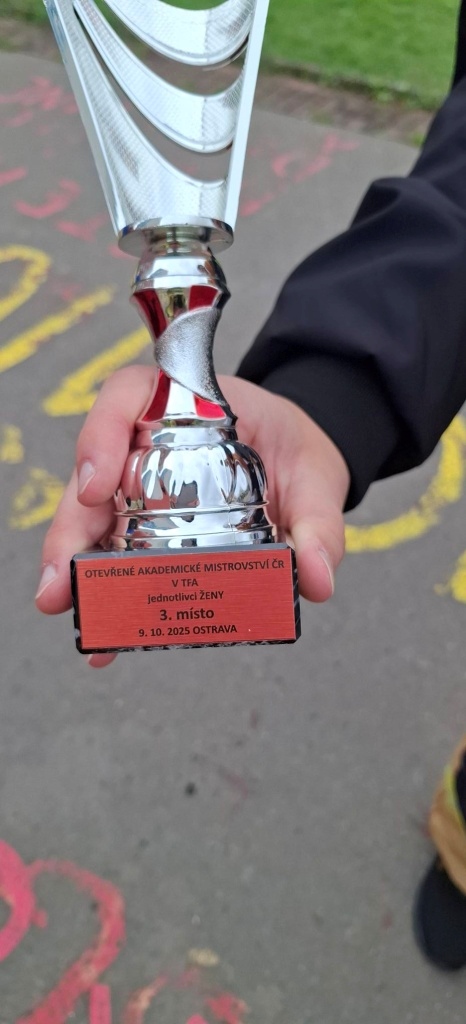 OTEVŘENÉ AKADEMICKÉ MISTROVSTVÍ ČR
V TFA
jednotlivci ŽENY
3. místo
9. 10. 2025 OSTRAVA